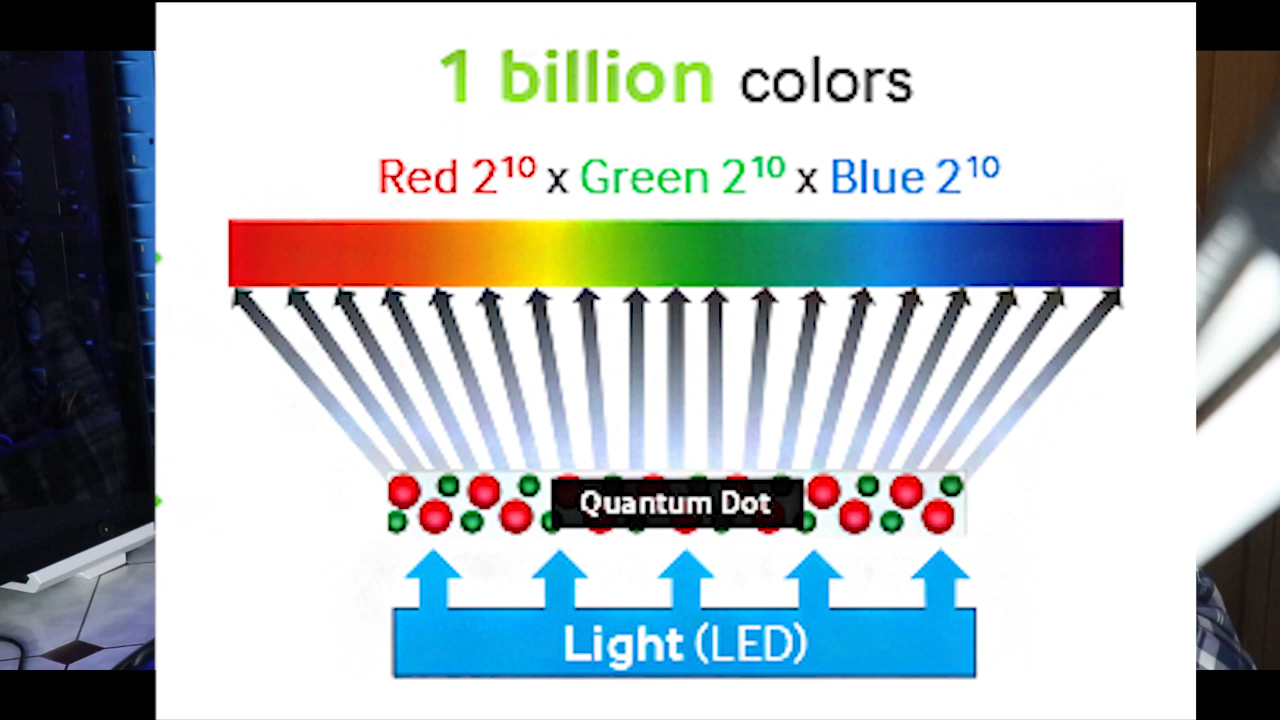 1 billion colors
Red 2¹⁰ x Green 2¹⁰ x Blue 2¹⁰
Quantum Dot
Light (LED)